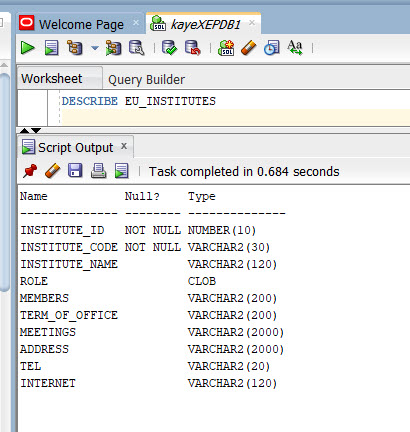 Welcome Page kayeXEPDB1
Worksheet Query Builder
DESCRIBE EU_INSTITUTES
Script Output x
Task completed in 0.684 seconds
Name Null? Type
-------------- -------- --------------
INSTITUTE_ID NOT NULL NUMBER(10)
INSTITUTE_CODE NOT NULL VARCHAR2(30)
INSTITUTE_NAME VARCHAR2(120)
ROLE CLOB
MEMBERS VARCHAR2(200)
TERM_OF_OFFICE VARCHAR2(200)
MEETINGS VARCHAR2(2000)
ADDRESS VARCHAR2(2000)
TEL VARCHAR2(20)
INTERNET VARCHAR2(120)